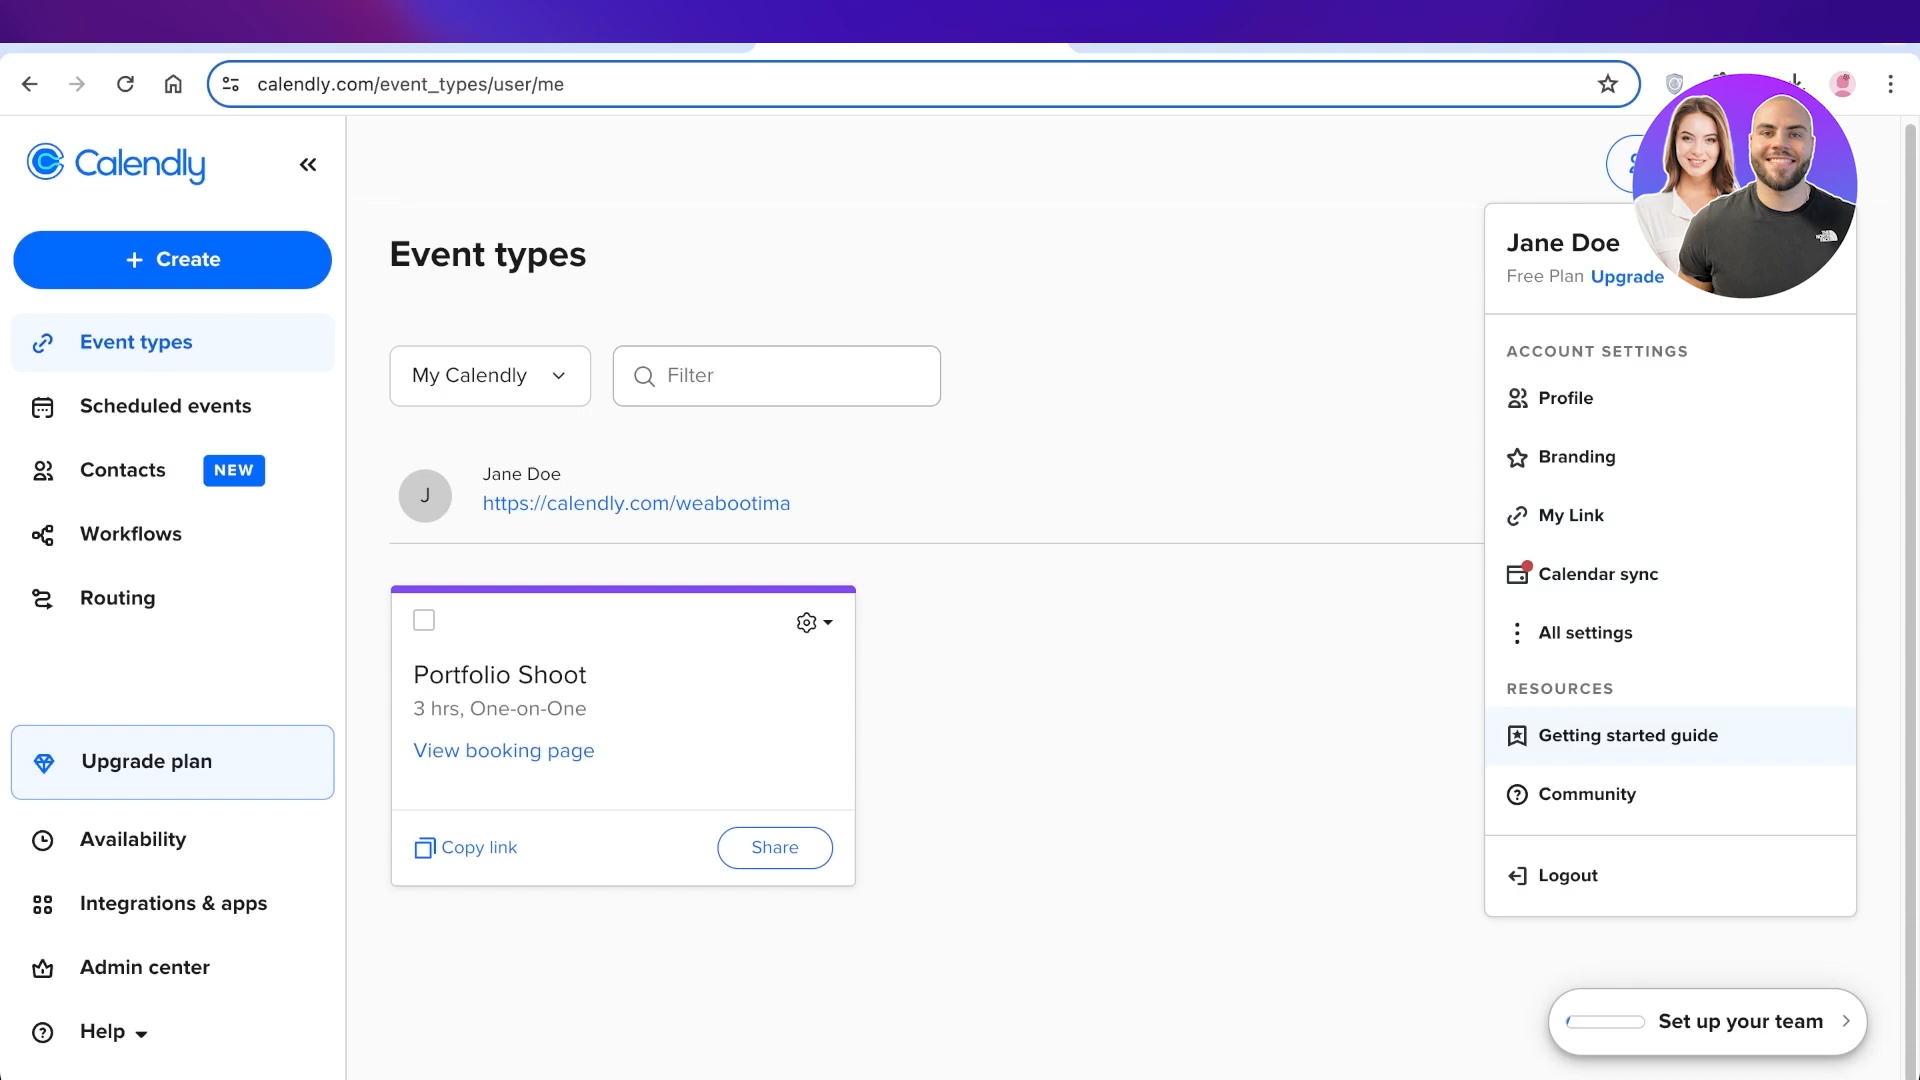 calendly.com/event_types/user/me
Calendly
+ Create
Event types
Scheduled events
Contacts NEW
Workflows
Routing
Upgrade plan
Availability
Integrations & apps
Admin center
Help
Event types
My Calendly
Filter
J
Jane Doe
https://calendly.com/weabootima
Portfolio Shoot
3 hrs, One-on-One
View booking page
Copy link
Share
Jane Doe
Free Plan Upgrade
ACCOUNT SETTINGS
Profile
Branding
My Link
Calendar sync
All settings
RESOURCES
Getting started guide
Community
Logout
Set up your team